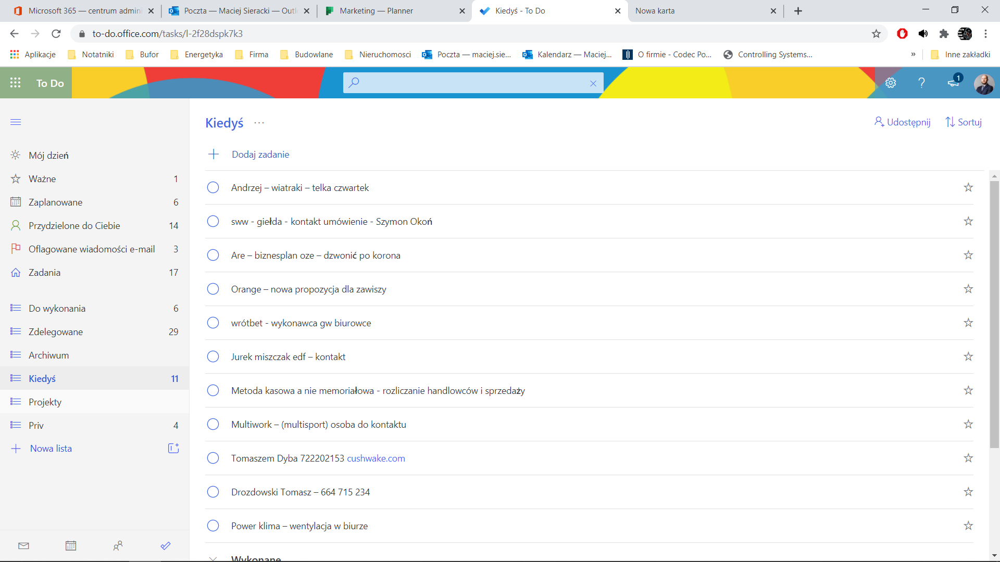 Microsoft 365 — centrum admini
Poczta — Maciej Sieracki — Outl
Marketing — Planner
Kiedyś - To Do
Nowa karta
to-do.office.com/tasks/l-2f28dspk7k3
Aplikacje
Notatniki
Bufor
Energetyka
Firma
Budowlane
Nieruchomosci
Poczta — maciej.sie...
Kalendarz — Maciej...
O firmie - Codec Po...
Controlling Systems...
»
Inne zakładki
To Do
1
Kiedyś
Udostępnij
Sortuj
Dodaj zadanie
Mój dzień
Ważne 1
Zaplanowane 6
Przydzielone do Ciebie 14
Oflagowane wiadomości e-mail 3
Zadania 17
Do wykonania 6
Zdelegowane 29
Archiwum
Kiedyś 11
Projekty
Priv 4
Nowa lista
Andrzej – wiatraki – telka czwartek
sww - giełda - kontakt umówienie - Szymon Okoń
Are – biznesplan oze – dzwonić po korona
Orange – nowa propozycja dla zawiszy
wrótbet - wykonawca gw biurowce
Jurek miszczak edf – kontakt
Metoda kasowa a nie memoriałowa - rozliczanie handlowców i sprzedaży
Multiwork – (multisport) osoba do kontaktu
Tomaszem Dyba 722202153 cushwake.com
Drozdowski Tomasz – 664 715 234
Power klima – wentylacja w biurze
Wykonane